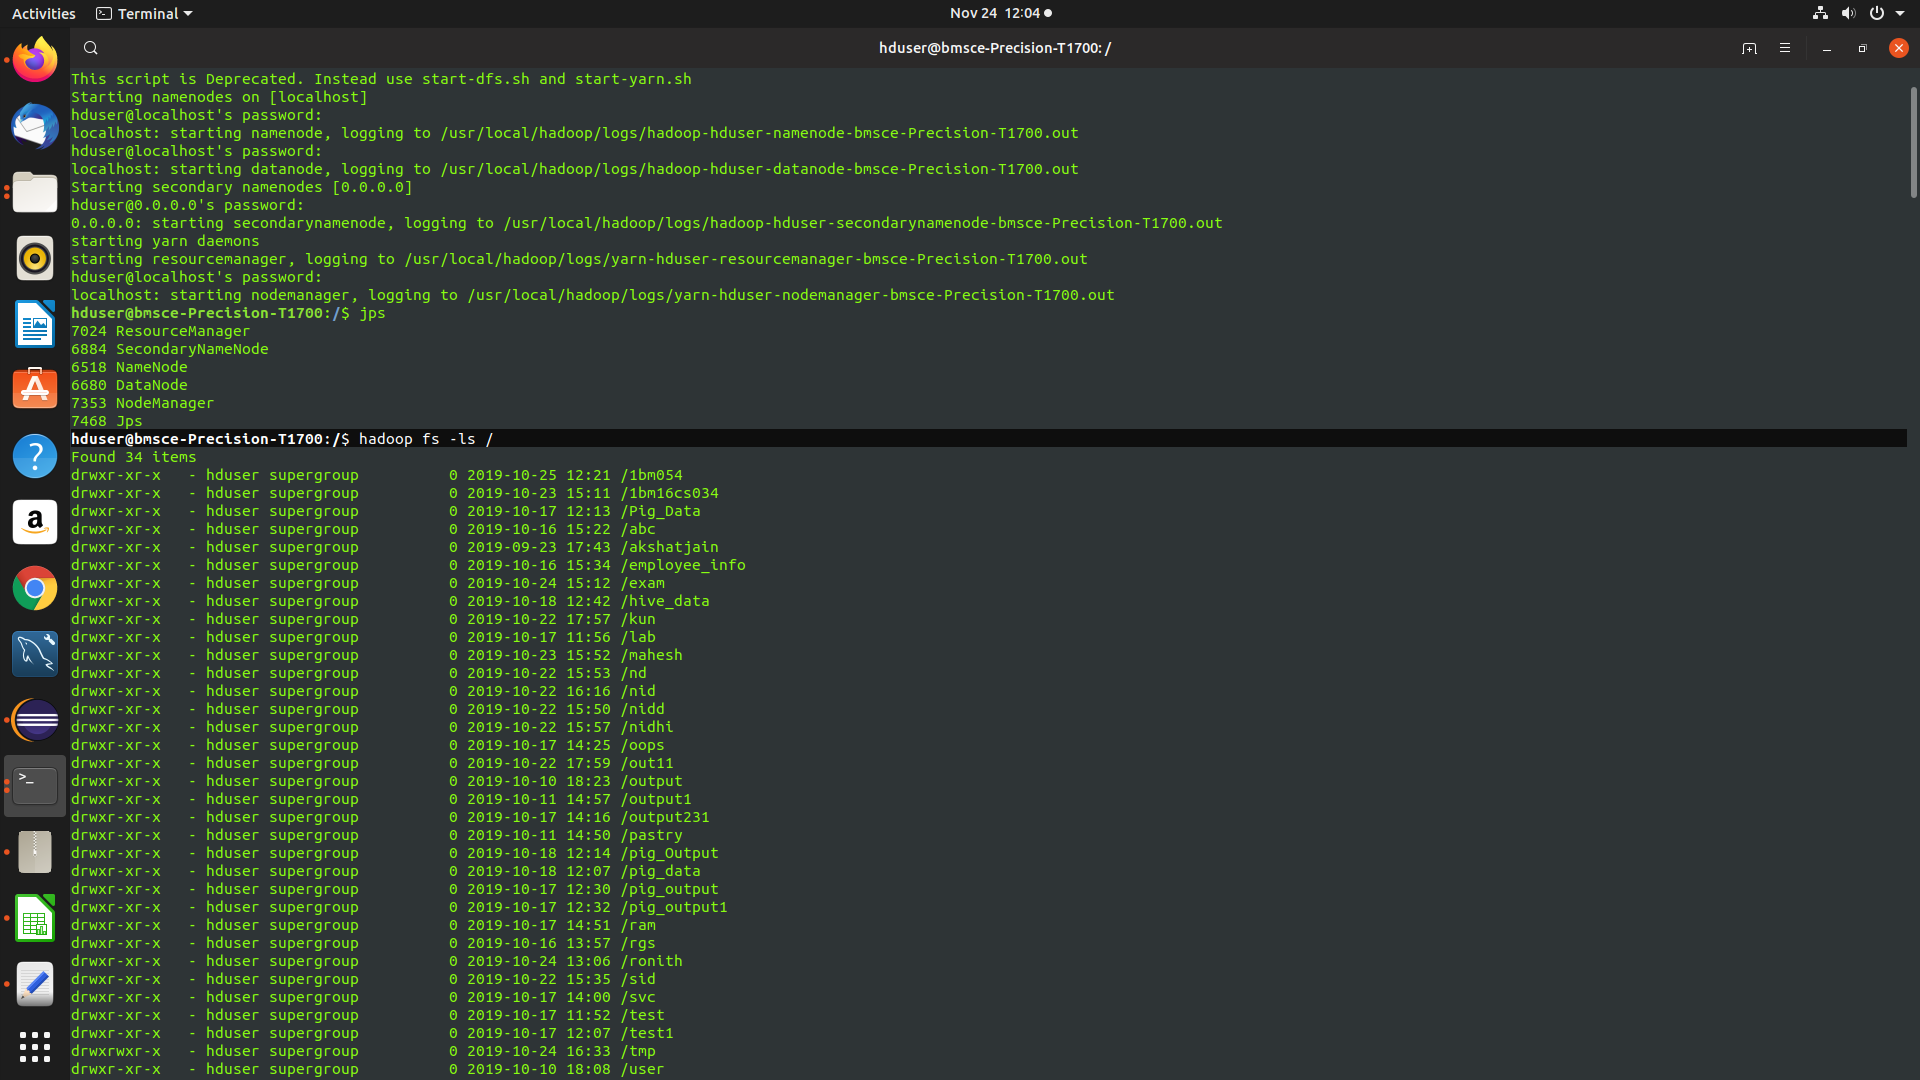 Activities Terminal Nov 24 12:04
hduser@bmsce-Precision-T1700: /
This script is Deprecated. Instead use start-dfs.sh and start-yarn.sh
Starting namenodes on [localhost]
hduser@localhost's password:
localhost: starting namenode, logging to /usr/local/hadoop/logs/hadoop-hduser-namenode-bmsce-Precision-T1700.out
hduser@localhost's password:
localhost: starting datanode, logging to /usr/local/hadoop/logs/hadoop-hduser-datanode-bmsce-Precision-T1700.out
Starting secondary namenodes [0.0.0.0]
hduser@0.0.0.0's password:
0.0.0.0: starting secondarynamenode, logging to /usr/local/hadoop/logs/hadoop-hduser-secondarynamenode-bmsce-Precision-T1700.out
starting yarn daemons
starting resourcemanager, logging to /usr/local/hadoop/logs/yarn-hduser-resourcemanager-bmsce-Precision-T1700.out
hduser@localhost's password:
localhost: starting nodemanager, logging to /usr/local/hadoop/logs/yarn-hduser-nodemanager-bmsce-Precision-T1700.out
hduser@bmsce-Precision-T1700:/$ jps
7024 ResourceManager
6884 SecondaryNameNode
6518 NameNode
6680 DataNode
7353 NodeManager
7468 Jps
hduser@bmsce-Precision-T1700:/$ hadoop fs -ls /
Found 34 items
drwxr-xr-x   - hduser supergroup          0 2019-10-25 12:21 /1bm054
drwxr-xr-x   - hduser supergroup          0 2019-10-23 15:11 /1bm16cs034
drwxr-xr-x   - hduser supergroup          0 2019-10-17 12:13 /Pig_Data
drwxr-xr-x   - hduser supergroup          0 2019-10-16 15:22 /abc
drwxr-xr-x   - hduser supergroup          0 2019-09-23 17:43 /akshatjain
drwxr-xr-x   - hduser supergroup          0 2019-10-16 15:34 /employee_info
drwxr-xr-x   - hduser supergroup          0 2019-10-24 15:12 /exam
drwxr-xr-x   - hduser supergroup          0 2019-10-18 12:42 /hive_data
drwxr-xr-x   - hduser supergroup          0 2019-10-22 17:57 /kun
drwxr-xr-x   - hduser supergroup          0 2019-10-17 11:56 /lab
drwxr-xr-x   - hduser supergroup          0 2019-10-23 15:52 /mahesh
drwxr-xr-x   - hduser supergroup          0 2019-10-22 15:53 /nd
drwxr-xr-x   - hduser supergroup          0 2019-10-22 16:16 /nid
drwxr-xr-x   - hduser supergroup          0 2019-10-22 15:50 /nidd
drwxr-xr-x   - hduser supergroup          0 2019-10-22 15:57 /nidhi
drwxr-xr-x   - hduser supergroup          0 2019-10-17 14:25 /oops
drwxr-xr-x   - hduser supergroup          0 2019-10-22 17:59 /out11
drwxr-xr-x   - hduser supergroup          0 2019-10-10 18:23 /output
drwxr-xr-x   - hduser supergroup          0 2019-10-11 14:57 /output1
drwxr-xr-x   - hduser supergroup          0 2019-10-17 14:16 /output231
drwxr-xr-x   - hduser supergroup          0 2019-10-11 14:50 /pastry
drwxr-xr-x   - hduser supergroup          0 2019-10-18 12:14 /pig_Output
drwxr-xr-x   - hduser supergroup          0 2019-10-18 12:07 /pig_data
drwxr-xr-x   - hduser supergroup          0 2019-10-17 12:30 /pig_output
drwxr-xr-x   - hduser supergroup          0 2019-10-17 12:32 /pig_output1
drwxr-xr-x   - hduser supergroup          0 2019-10-17 14:51 /ram
drwxr-xr-x   - hduser supergroup          0 2019-10-16 13:57 /rgs
drwxr-xr-x   - hduser supergroup          0 2019-10-24 13:06 /ronith
drwxr-xr-x   - hduser supergroup          0 2019-10-22 15:35 /sid
drwxr-xr-x   - hduser supergroup          0 2019-10-17 14:00 /svc
drwxr-xr-x   - hduser supergroup          0 2019-10-17 11:52 /test
drwxr-xr-x   - hduser supergroup          0 2019-10-17 12:07 /test1
drwxrwxr-x   - hduser supergroup          0 2019-10-24 16:33 /tmp
drwxr-xr-x   - hduser supergroup          0 2019-10-10 18:08 /user